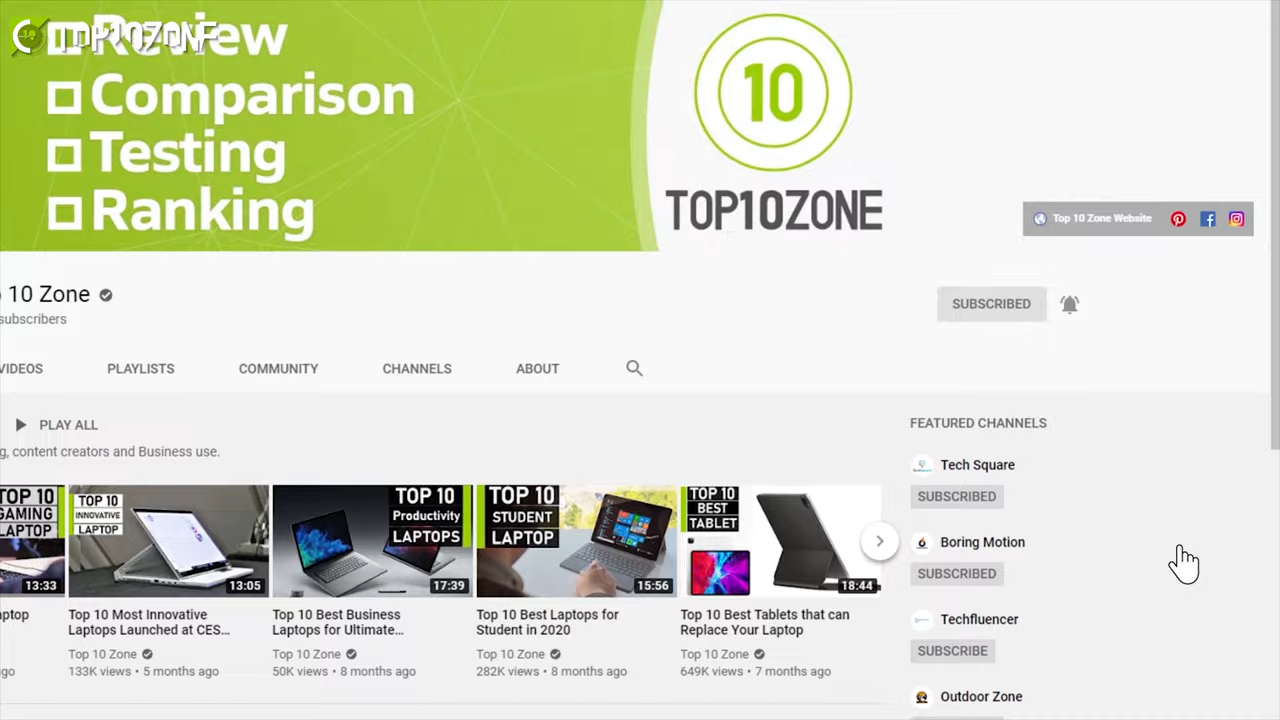 TOP10ZONE
Review
Comparison
Testing
Ranking
10
TOP10ZONE
Top 10 Zone Website
10 Zone
subscribers
SUBSCRIBED
VIDEOS
PLAYLISTS
COMMUNITY
CHANNELS
ABOUT
PLAY ALL
g, content creators and Business use.
FEATURED CHANNELS
Tech Square
SUBSCRIBED
Boring Motion
SUBSCRIBED
Techfluencer
SUBSCRIBE
Outdoor Zone
TOP 10
GAMING
LAPTOP
13:33
ago
TOP 10
INNOVATIVE
LAPTOP
13:05
Top 10 Most Innovative
Laptops Launched at CES...
Top 10 Zone
133K views • 5 months ago
TOP 10
Productivity
LAPTOPS
17:39
Top 10 Best Business
Laptops for Ultimate...
Top 10 Zone
50K views • 8 months ago
TOP 10
STUDENT
LAPTOP
15:56
Top 10 Best Laptops for
Student in 2020
Top 10 Zone
282K views • 8 months ago
TOP 10
BEST
TABLET
18:44
Top 10 Best Tablets that can
Replace Your Laptop
Top 10 Zone
649K views • 7 months ago